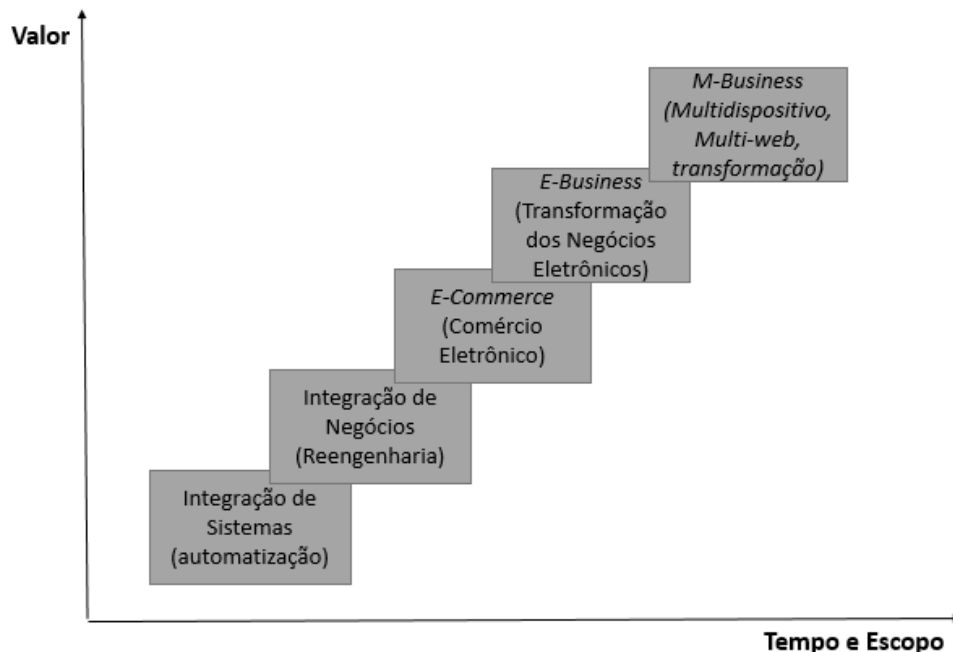 Valor
M-Business
(Multidispositivo,
Multi-web,
transformação)
E-Business
(Transformação
dos Negócios
Eletrônicos)
E-Commerce
(Comércio
Eletrônico)
Integração de
Negócios
(Reengenharia)
Integração de
Sistemas
(automatização)
Tempo e Escopo